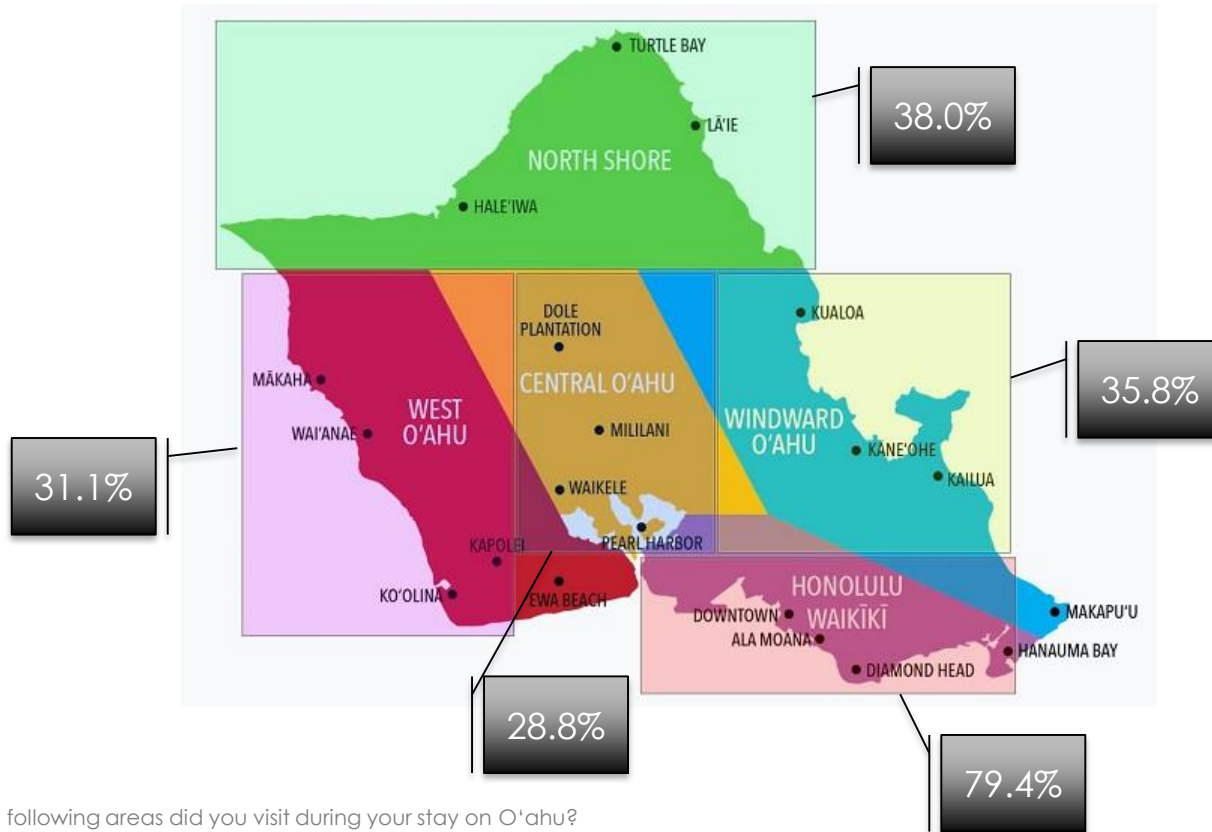 TURTLE BAY
38.0%
LĀ'IE
NORTH SHORE
HALE'IWA
KUALOA
DOLE
PLANTATION
35.8%
MĀKAHA
CENTRAL O'AHU
WEST
O'AHU
WINDWARD
O'AHU
WAI'ANAE
MILILANI
KĀNE'OHE
31.1%
KAILUA
WAIKELE
PEARL HARBOR
KAPOLEI
KO'OLINA
EWA BEACH
HONOLULU
WAIKĪKĪ
DOWNTOWN
MAKAPU'U
ALA MOANA
HANAUMA BAY
DIAMOND HEAD
28.8%
79.4%
following areas did you visit during your stay on O‘ahu?